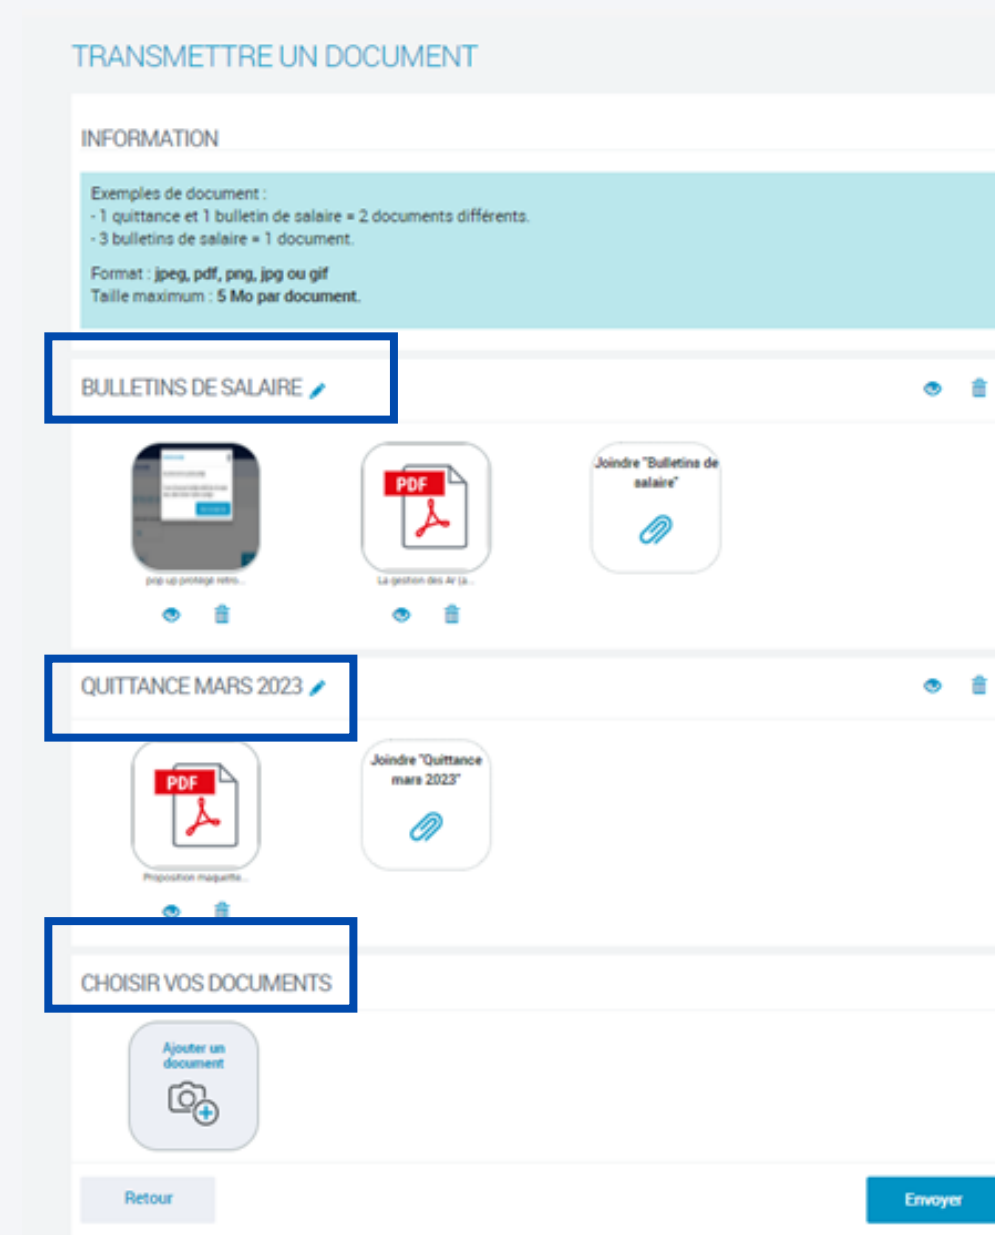 TRANSMETTRE UN DOCUMENT
INFORMATION
Exemples de document :
- 1 quittance et 1 bulletin de salaire = 2 documents différents.
- 3 bulletins de salaire = 1 document.
Format : jpeg, pdf, png, jpg ou gif
Taille maximum : 5 Mo par document.
BULLETINS DE SALAIRE
PDF
Joindre "Bulletins de
salaire"
pop up protégé retro...
La gestion des Ar (a...
QUITTANCE MARS 2023
PDF
Joindre "Quittance
mars 2023"
Proposition maquette...
CHOISIR VOS DOCUMENTS
Ajouter un
document
Retour
Envoyer